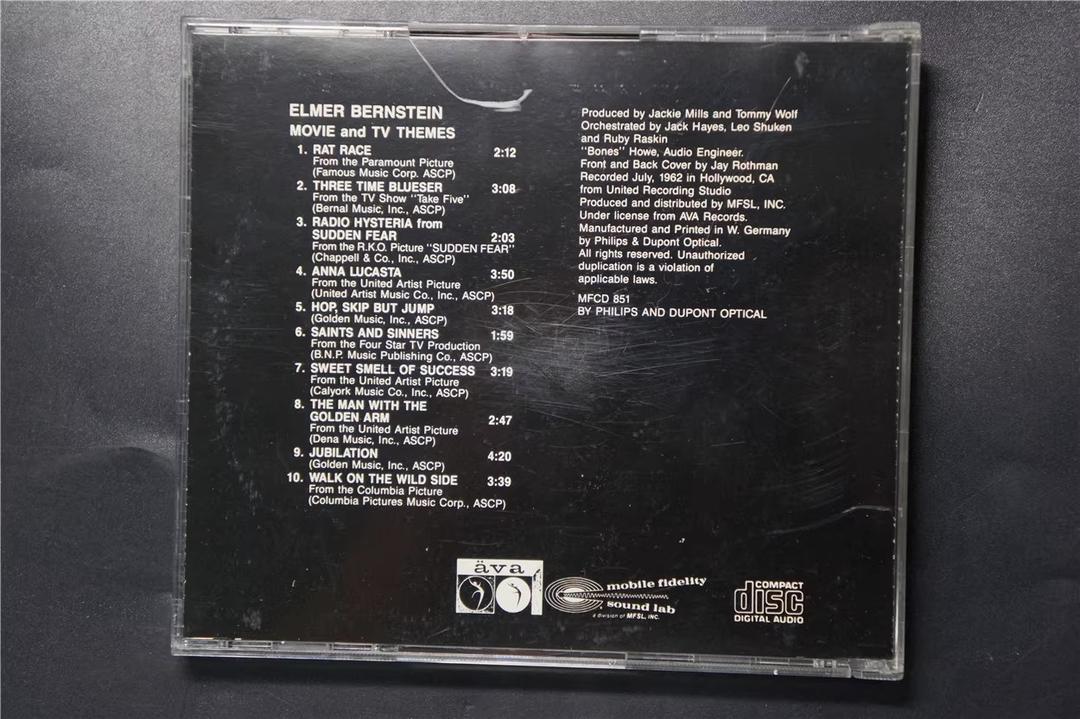 ELMER BERNSTEIN
MOVIE and TV THEMES
1. RAT RACE 2:12
From the Paramount Picture
(Famous Music Corp. ASCP)
2. THREE TIME BLUESER 3:08
From the TV Show "Take Five"
(Bernal Music, Inc., ASCP)
3. RADIO HYSTERIA from
SUDDEN FEAR 2:03
From the R.K.O. Picture "SUDDEN FEAR"
(Chappell & Co., Inc., ASCP)
4. ANNA LUCASTA 3:50
From the United Artist Picture
(United Artist Music Co., Inc., ASCP)
5. HOP, SKIP BUT JUMP 3:18
(Golden Music, Inc., ASCP)
6. SAINTS AND SINNERS 1:59
From the Four Star TV Production
(B.N.P. Music Publishing Co., ASCP)
7. SWEET SMELL OF SUCCESS 3:19
From the United Artist Picture
(Calyork Music Co., Inc., ASCP)
8. THE MAN WITH THE
GOLDEN ARM 2:47
From the United Artist Picture
(Dena Music, Inc., ASCP)
9. JUBILATION 4:20
(Golden Music, Inc., ASCP)
10. WALK ON THE WILD SIDE 3:39
From the Columbia Picture
(Columbia Pictures Music Corp., ASCP)
Produced by Jackie Mills and Tommy Wolf
Orchestrated by Jack Hayes, Leo Shuken
and Ruby Raskin
"Bones" Howe, Audio Engineer.
Front and Back Cover by Jay Rothman
Recorded July, 1962 in Hollywood, CA
from United Recording Studio
Produced and distributed by MFSL, INC.
Under license from AVA Records.
Manufactured and Printed in W. Germany
by Philips & Dupont Optical.
All rights reserved. Unauthorized
duplication is a violation of
applicable laws.
MFCD 851
BY PHILIPS AND DUPONT OPTICAL
äva
mobile fidelity
sound lab
a division of MFSL, INC.
COMPACT
disc
DIGITAL AUDIO